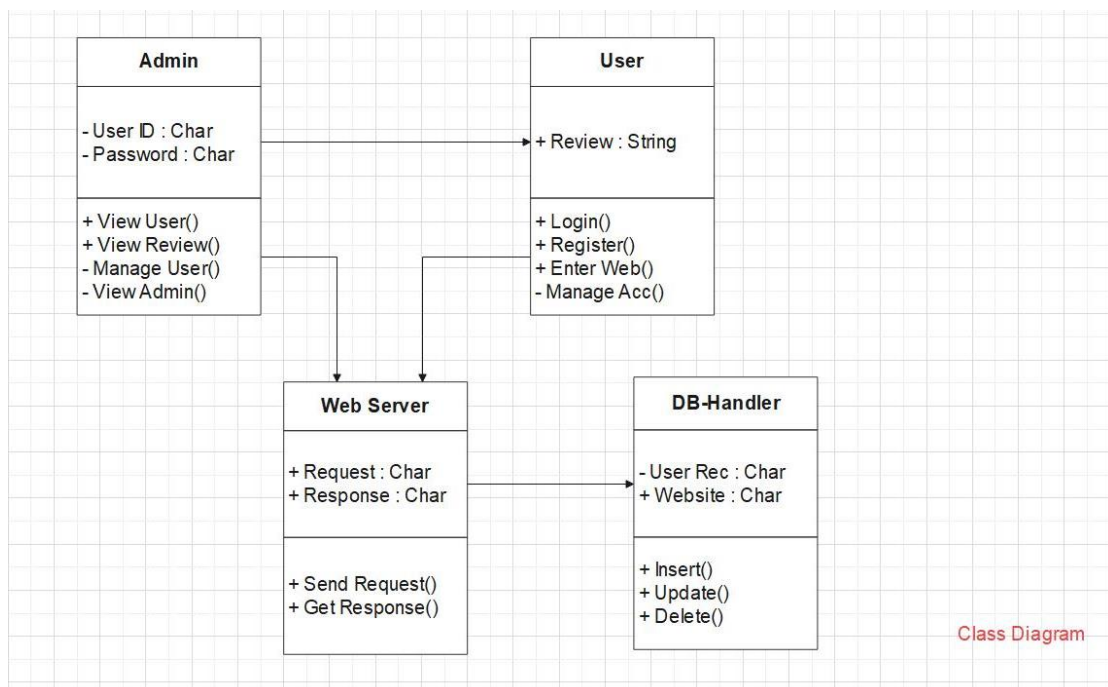 Admin
- User ID : Char
- Password : Char
+ View User()
+ View Review()
- Manage User()
- View Admin()
User
+ Review : String
+ Login()
+ Register()
+ Enter Web()
- Manage Acc()
Web Server
+ Request : Char
+ Response : Char
+ Send Request()
+ Get Response()
DB-Handler
- User Rec : Char
+ Website : Char
+ Insert()
+ Update()
+ Delete()
Class Diagram